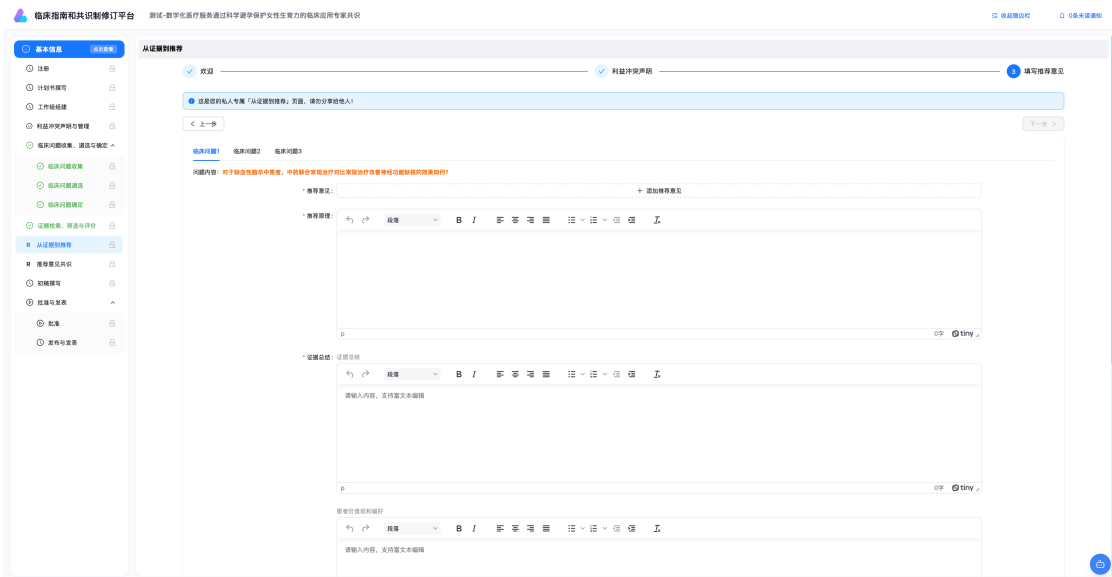 临床指南和共识制修订平台 测试-数字化医疗服务通过科学避孕保护女性生育力的临床应用专家共识 收起侧边栏 0条未读通知
基本信息 点击查看
注册
计划书撰写
工作组组建
利益冲突声明与管理
临床问题收集、遴选与确定
临床问题收集
临床问题遴选
临床问题确定
证据检索、筛选与评价
R 从证据到推荐
R 推荐意见共识
初稿撰写
批准与发表
批准
发布与发表
从证据到推荐
欢迎 利益冲突声明 3 填写推荐意见
这是您的私人专属「从证据到推荐」页面，请勿分享给他人！
< 上一步 下一步 >
临床问题1 临床问题2 临床问题3
问题内容：对于缺血性脑卒中患者，中药联合常规治疗对比常规治疗改善神经功能缺损的效果如何?
* 推荐意见： + 添加推荐意见
* 推荐原理：
段落 B I
p 0字 tiny
* 证据总结： 证据总结
段落 B I
请输入内容，支持富文本编辑
p 0字 tiny
患者价值观和偏好
段落 B I
请输入内容，支持富文本编辑